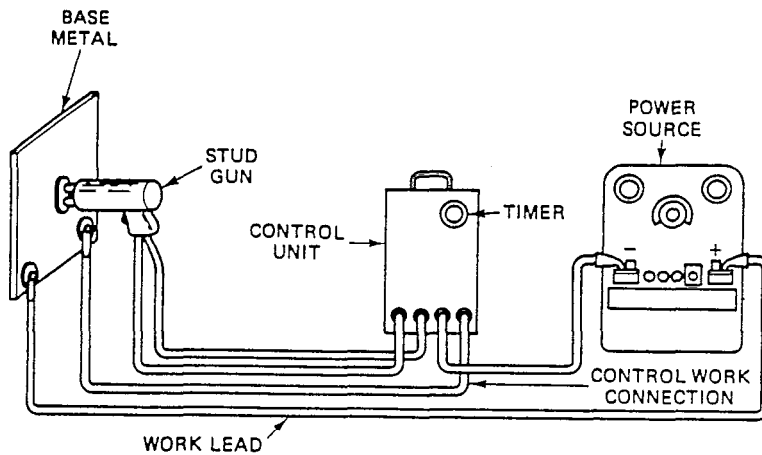 BASE
METAL
STUD
GUN
CONTROL
UNIT
TIMER
POWER
SOURCE
-
+
CONTROL WORK
CONNECTION
WORK LEAD